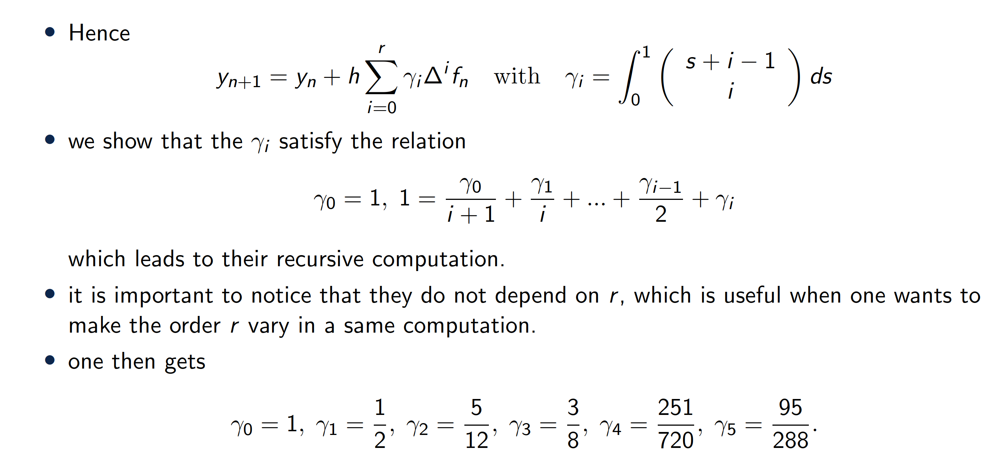 • Hence
$y_{n+1} = y_n + h \sum_{i=0}^{r} \gamma_i \Delta^i f_n \quad \text{with} \quad \gamma_i = \int_0^1 \begin{pmatrix} s + i - 1 \\ i \end{pmatrix} ds$
• we show that the $\gamma_i$ satisfy the relation
$\gamma_0 = 1, \; 1 = \frac{\gamma_0}{i+1} + \frac{\gamma_1}{i} + ... + \frac{\gamma_{i-1}}{2} + \gamma_i$
which leads to their recursive computation.
• it is important to notice that they do not depend on $r$, which is useful when one wants to
make the order $r$ vary in a same computation.
• one then gets
$\gamma_0 = 1, \; \gamma_1 = \frac{1}{2}, \; \gamma_2 = \frac{5}{12}, \; \gamma_3 = \frac{3}{8}, \; \gamma_4 = \frac{251}{720}, \; \gamma_5 = \frac{95}{288}.$